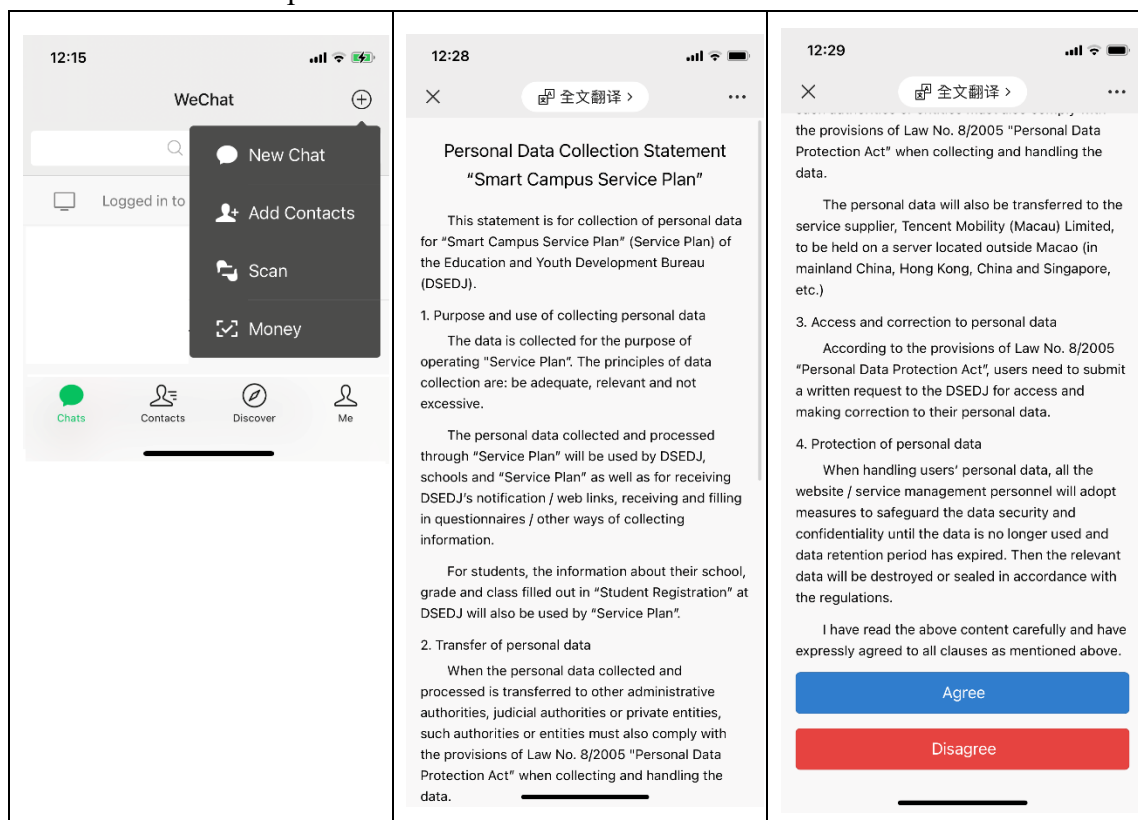 12:15
WeChat
New Chat
Logged in to
Add Contacts
Scan
Money
Chats
Contacts
Discover
Me
12:28
全文翻译 ›
Personal Data Collection Statement
“Smart Campus Service Plan”
This statement is for collection of personal data
for “Smart Campus Service Plan” (Service Plan) of
the Education and Youth Development Bureau
(DSEDJ).
1. Purpose and use of collecting personal data
The data is collected for the purpose of
operating "Service Plan”. The principles of data
collection are: be adequate, relevant and not
excessive.
The personal data collected and processed
through “Service Plan” will be used by DSEDJ,
schools and “Service Plan” as well as for receiving
DSEDJ’s notification / web links, receiving and filling
in questionnaires / other ways of collecting
information.
For students, the information about their school,
grade and class filled out in “Student Registration” at
DSEDJ will also be used by “Service Plan”.
2. Transfer of personal data
When the personal data collected and
processed is transferred to other administrative
authorities, judicial authorities or private entities,
such authorities or entities must also comply with
the provisions of Law No. 8/2005 "Personal Data
Protection Act” when collecting and handling the
data.
12:29
全文翻译 ›
the provisions of Law No. 8/2005 "Personal Data
Protection Act” when collecting and handling the
data.
The personal data will also be transferred to the
service supplier, Tencent Mobility (Macau) Limited,
to be held on a server located outside Macao (in
mainland China, Hong Kong, China and Singapore,
etc.)
3. Access and correction to personal data
According to the provisions of Law No. 8/2005
“Personal Data Protection Act”, users need to submit
a written request to the DSEDJ for access and
making correction to their personal data.
4. Protection of personal data
When handling users’ personal data, all the
website / service management personnel will adopt
measures to safeguard the data security and
confidentiality until the data is no longer used and
data retention period has expired. Then the relevant
data will be destroyed or sealed in accordance with
the regulations.
I have read the above content carefully and have
expressly agreed to all clauses as mentioned above.
Agree
Disagree